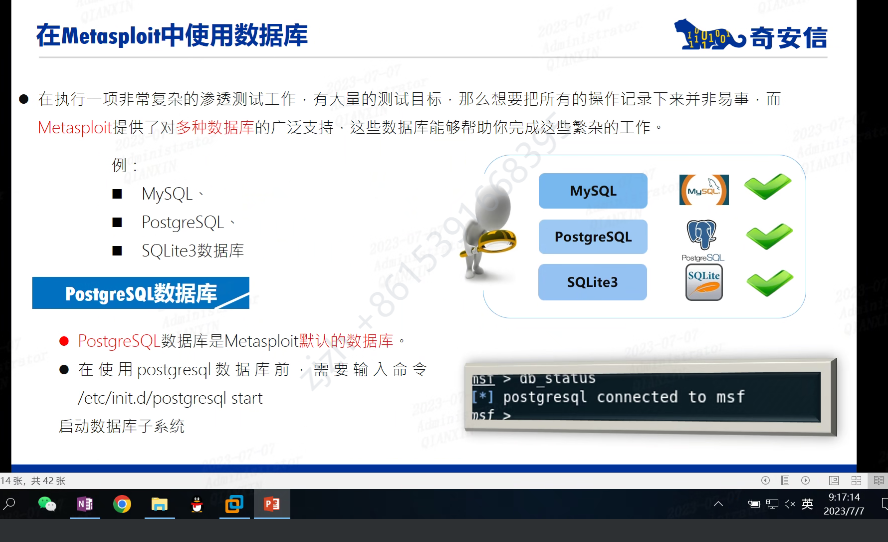 在Metasploit中使用数据库
奇安信
● 在执行一项非常复杂的渗透测试工作，有大量的测试目标，那么想要把所有的操作记录下来并非易事，而
Metasploit提供了对多种数据库的广泛支持，这些数据库能够帮助你完成这些繁杂的工作。
例：
■ MySQL、
■ PostgreSQL、
■ SQLite3数据库
MySQL
MySQL
PostgreSQL
PostgreSQL
SQLite3
SQLite
PostgreSQL数据库
● PostgreSQL数据库是Metasploit默认的数据库。
● 在使用postgresql数据库前，需要输入命令
/etc/init.d/postgresql start
启动数据库子系统
msf > db_status
[*] postgresql connected to msf
msf >
14 张，共 42 张
英
9:17:14
2023/7/7
2023-07-07
Administrator
QIANXIN